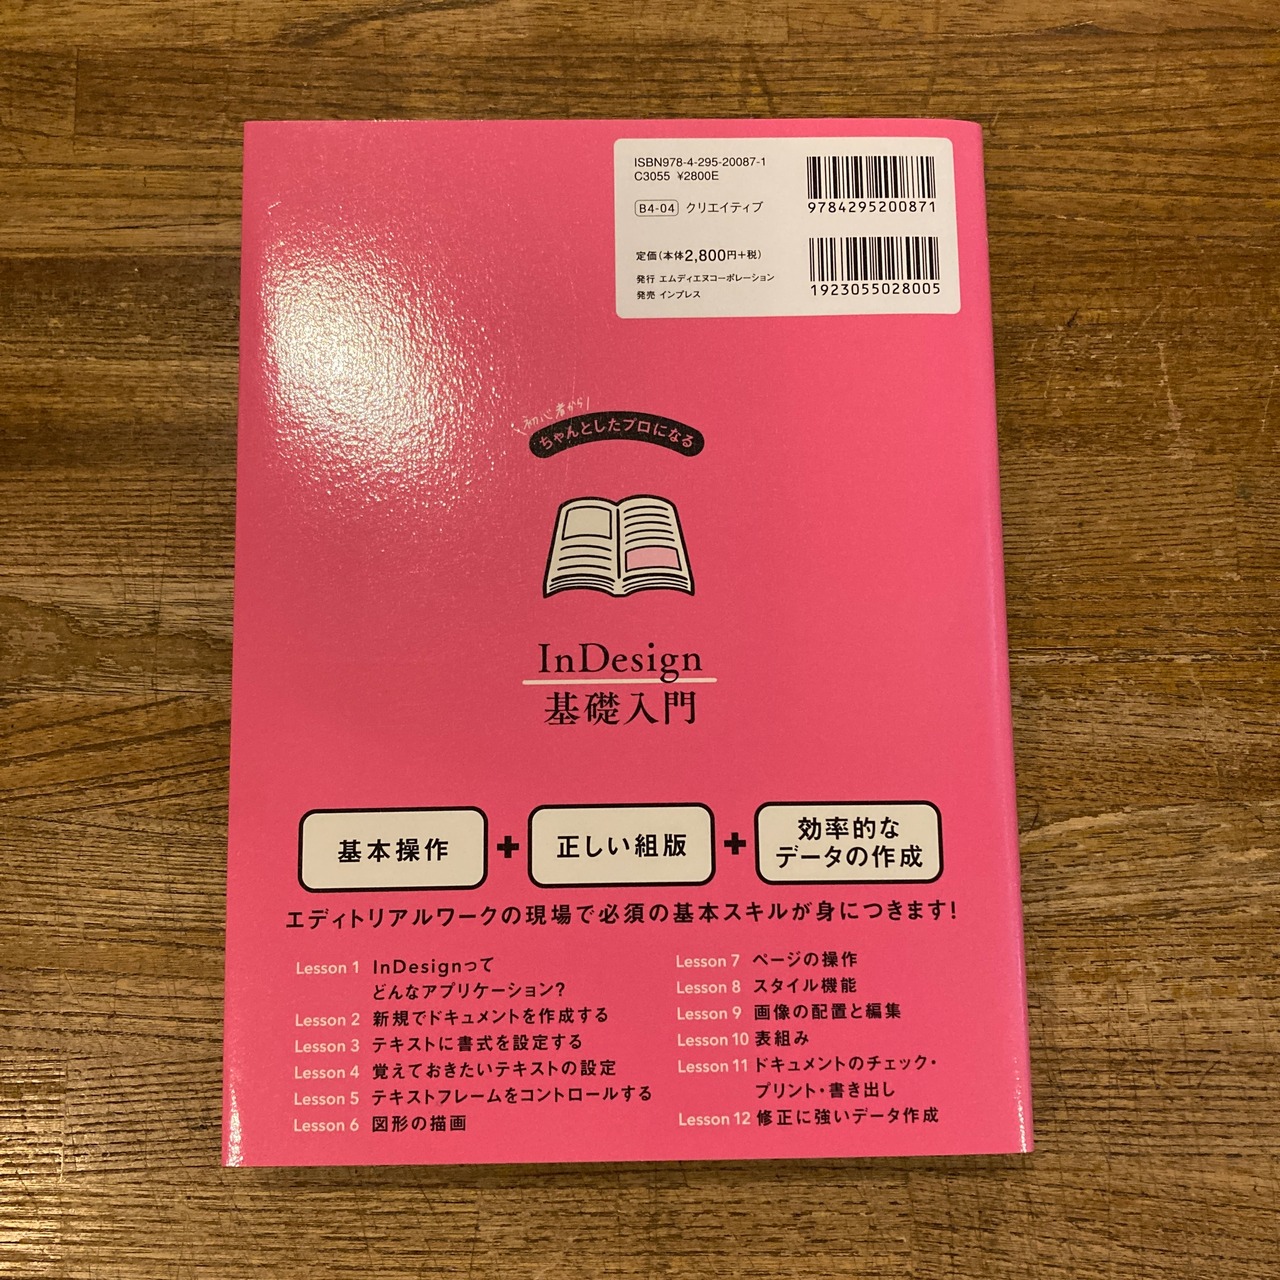 ISBN978-4-295-20087-1
C3055 ¥2800E
B4-04 クリエイティブ
定価(本体2,800円+税)
発行 エムディエヌコーポレーション
発売 インプレス
9784295200871
1923055028005
初心者から
ちゃんとしたプロになる
InDesign
基礎入門
基本操作
+
正しい組版
+
効率的な
データの作成
エディトリアルワークの現場で必須の基本スキルが身につきます!
Lesson 1 InDesignって
どんなアプリケーション?
Lesson 2 新規でドキュメントを作成する
Lesson 3 テキストに書式を設定する
Lesson 4 覚えておきたいテキストの設定
Lesson 5 テキストフレームをコントロールする
Lesson 6 図形の描画
Lesson 7 ページの操作
Lesson 8 スタイル機能
Lesson 9 画像の配置と編集
Lesson 10 表組み
Lesson 11 ドキュメントのチェック・
プリント・書き出し
Lesson 12 修正に強いデータ作成